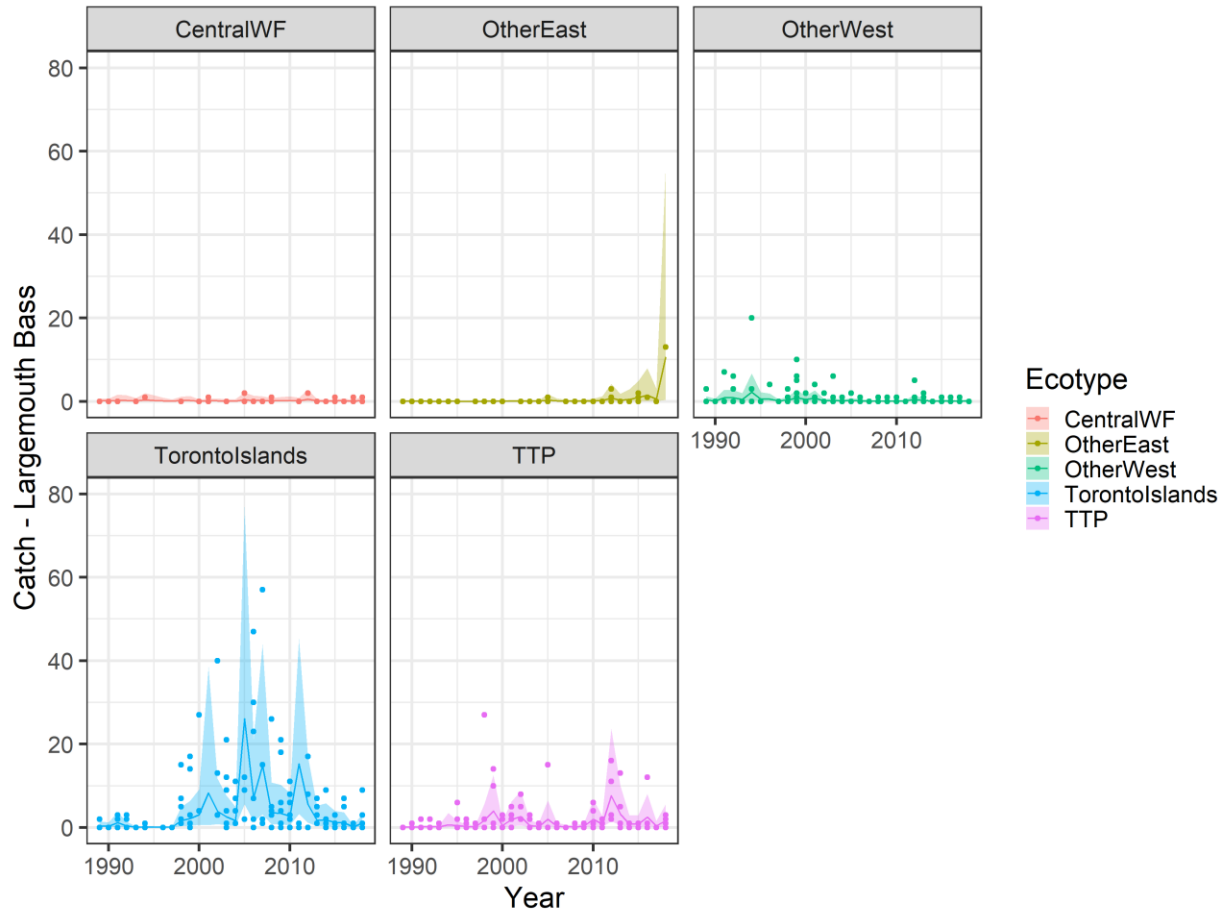 CentralWF OtherEast OtherWest
80
60
40
20
0
1990 2000 2010
TorontoIslands TTP
80
60
40
20
0
1990 2000 2010 1990 2000 2010
Year
Catch - Largemouth Bass
Ecotype
CentralWF
OtherEast
OtherWest
TorontoIslands
TTP